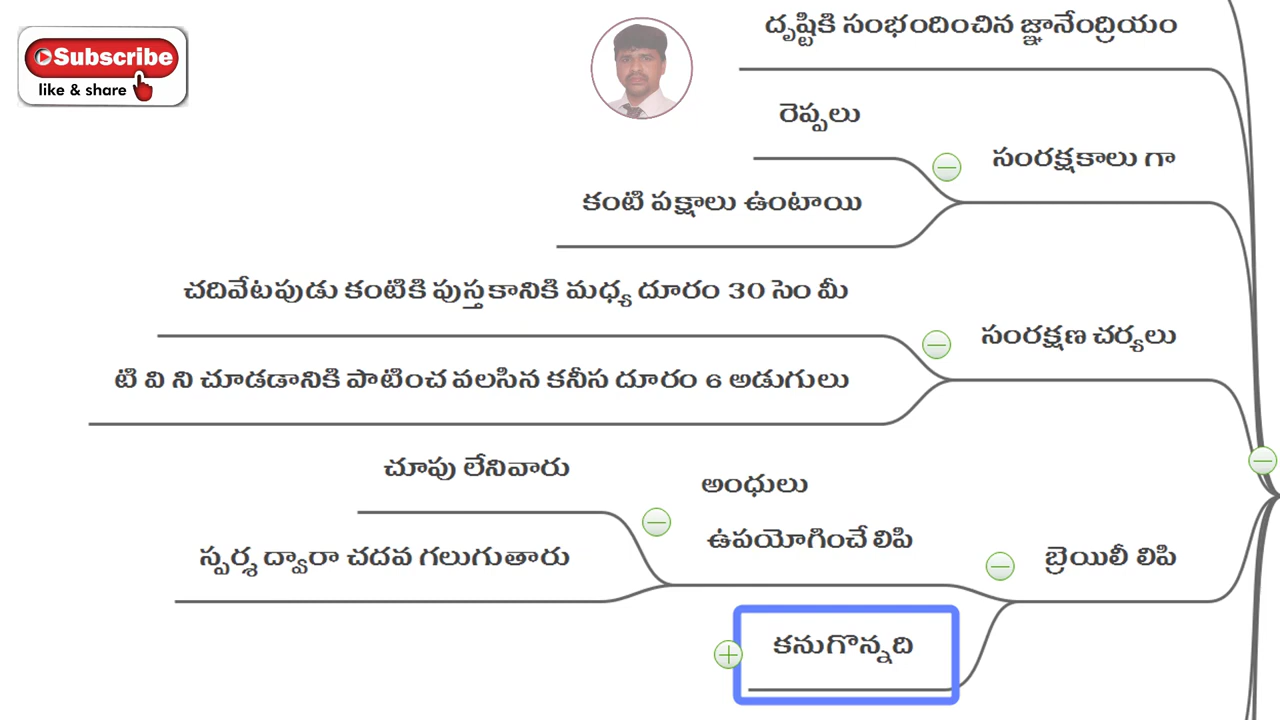 Subscribe
like & share
దృష్టికి సంభందించిన జ్ఞానేంద్రియం
రెప్పలు
సంరక్షకాలు గా
కంటి పక్షాలు ఉంటాయి
చదివేటపుడు కంటికి పుస్తకానికి మధ్య దూరం 30 సెం మీ
సంరక్షణ చర్యలు
టి వి ని చూడడానికి పాటించ వలసిన కనీస దూరం 6 అడుగులు
చూపు లేనివారు
అంధులు
ఉపయోగించే లిపి
స్పర్శ ద్వారా చదవ గలుగుతారు
బ్రెయిలీ లిపి
కనుగొన్నది